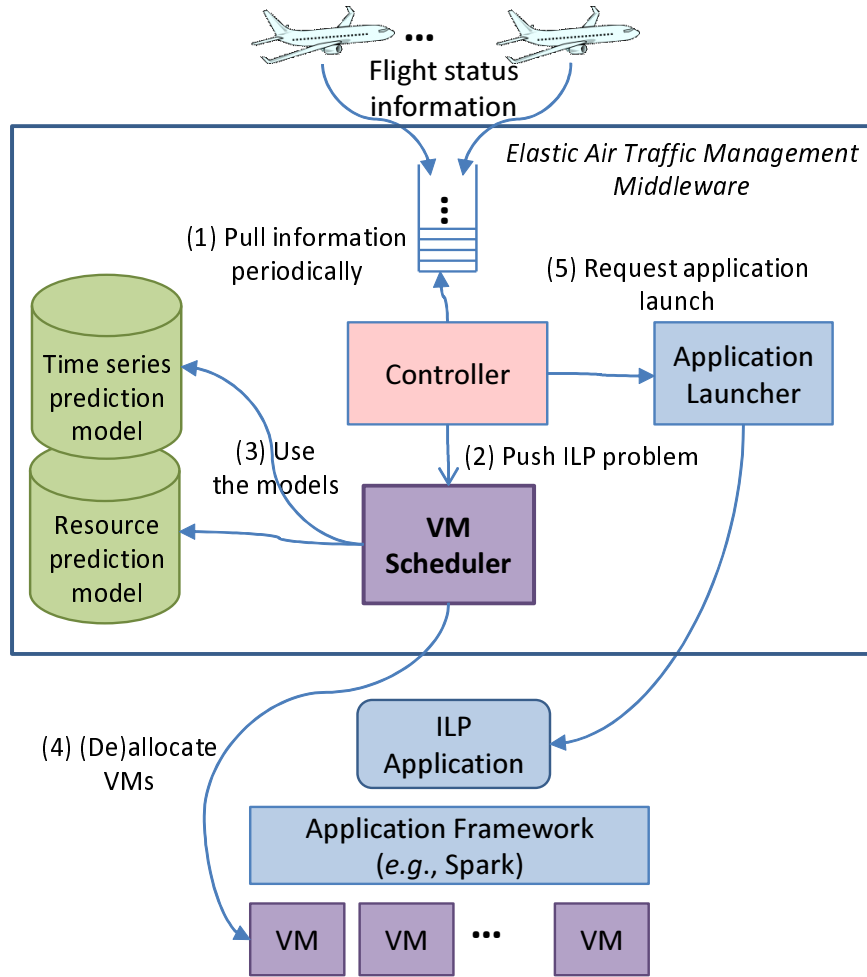 Flight status
information
Elastic Air Traffic Management
Middleware
(1) Pull information
periodically
(5) Request application
launch
Time series
prediction
model
Controller
Application
Launcher
(3) Use
the models
(2) Push ILP problem
Resource
prediction
model
VM
Scheduler
(4) (De)allocate
VMs
ILP
Application
Application Framework
(e.g., Spark)
VM VM ... VM